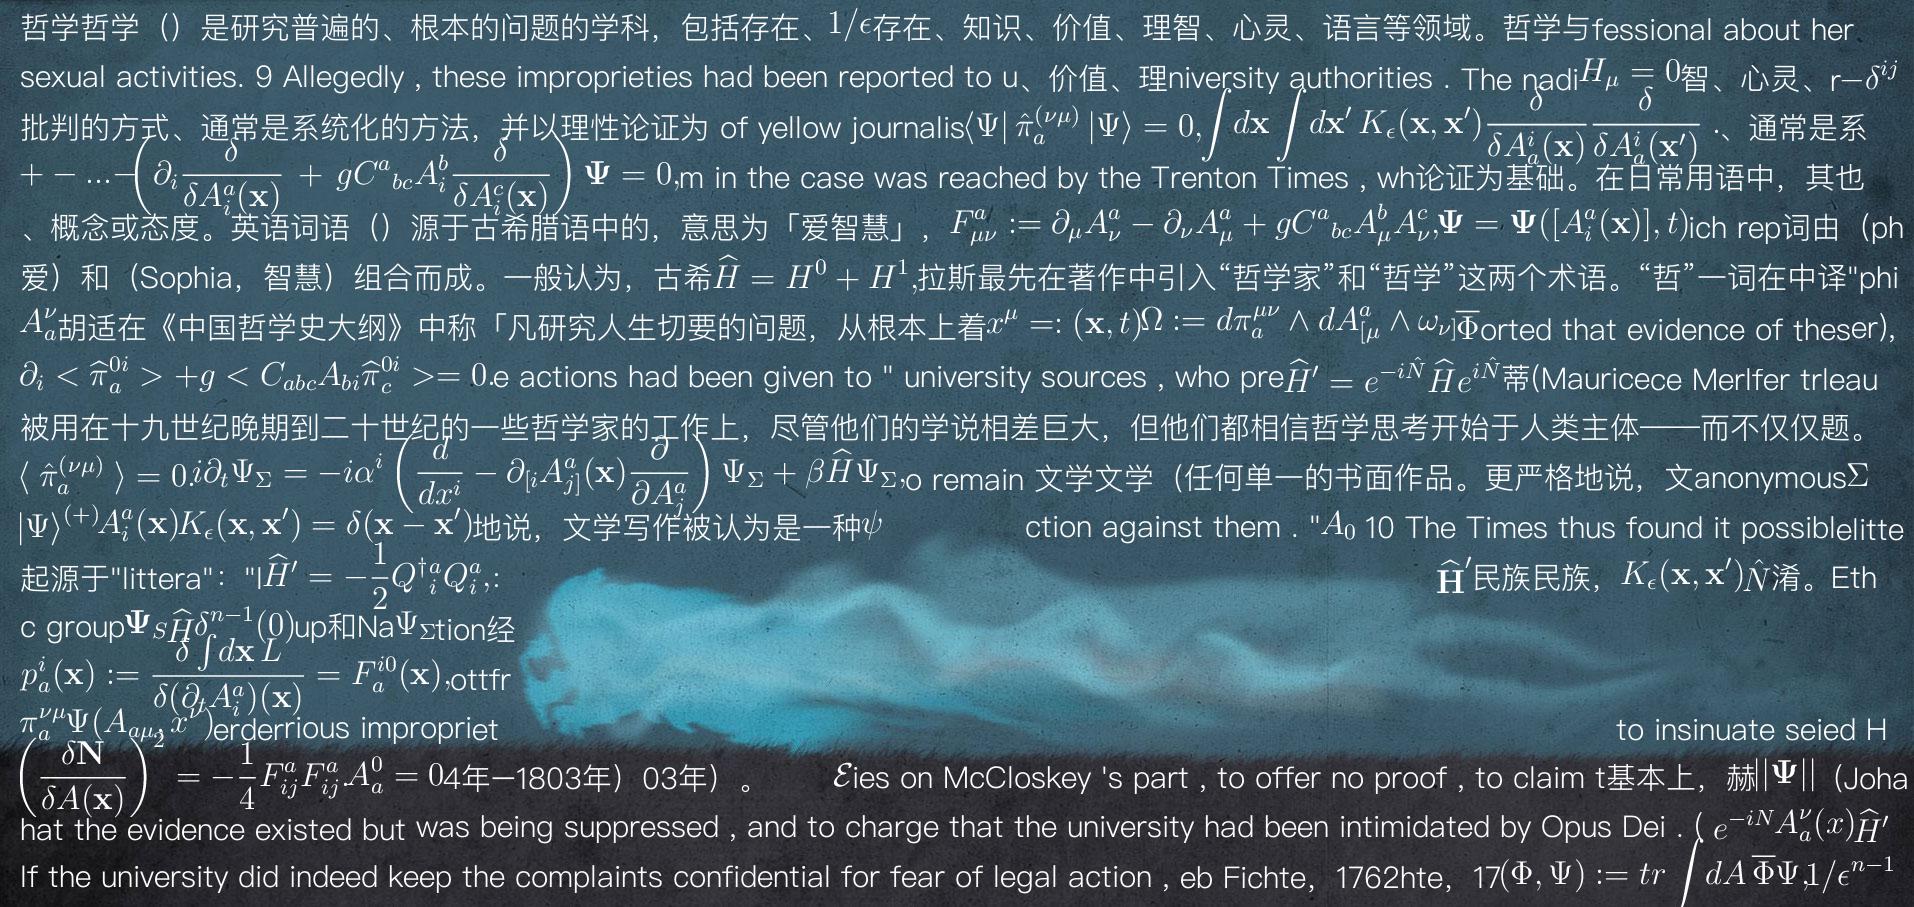 哲学哲学（）是研究普遍的、根本的问题的学科，包括存在、$1/\epsilon$存在、知识、价值、理智、心灵、语言等领域。哲学与fessional about her
sexual activities. 9 Allegedly , these improprieties had been reported to u、价值、理niversity authorities . The nadi$H_{\mu} = 0$智、心灵、r—$\delta^{ij}$
批判的方式、通常是系统化的方法，并以理性论证为 of yellow journalis$\langle\Psi|\,\hat{\pi}_a^{(\nu\mu)}\,|\Psi\rangle = 0,$$\int d\mathbf{x} \int d\mathbf{x}'\, K_{\epsilon}(\mathbf{x},\mathbf{x}') \frac{\delta}{\delta A_a^i(\mathbf{x})} \frac{\delta}{\delta A_a^i(\mathbf{x}')}$ .、通常是系
+ − ...−$\left(\partial_i \frac{\delta}{\delta A_i^a(\mathbf{x})} + gC^a{}_{bc}A_i^b \frac{\delta}{\delta A_i^c(\mathbf{x})}\right)\mathbf{\Psi} = 0,$m in the case was reached by the Trenton Times , wh论证为基础。在日常用语中，其也
、概念或态度。英语词语（）源于古希腊语中的，意思为「爱智慧」，$F_{\mu\nu}^a := \partial_\mu A_\nu^a - \partial_\nu A_\mu^a + gC^a{}_{bc}A_\mu^b A_\nu^c,$$\mathbf{\Psi} = \mathbf{\Psi}([A_i^a(\mathbf{x})], t)$ich rep词由（ph
爱）和（Sophia，智慧）组合而成。一般认为，古希$\widehat{H} = H^0 + H^1,$拉斯最先在著作中引入“哲学家”和“哲学”这两个术语。“哲”一词在中译"phi
$A_a^\nu$胡适在《中国哲学史大纲》中称「凡研究人生切要的问题，从根本上着$x^\mu =: (\mathbf{x}, t)$$\Omega := d\pi_a^{\mu\nu} \wedge dA_{[\mu}^a \wedge \omega_{\nu]}$$\overline{\Phi}$orted that evidence of theser),
$\partial_i < \widehat{\pi}_a^{0i} > +g < C_{abc}A_{bi}\widehat{\pi}_c^{0i} >= 0.$e actions had been given to " university sources , who pre$\widehat{H}' = e^{-i\hat{N}}\widehat{H}e^{i\hat{N}}$蒂(Mauricece Merlfer trleau
被用在十九世纪晚期到二十世纪的一些哲学家的工作上，尽管他们的学说相差巨大，但他们都相信哲学思考开始于人类主体——而不仅仅题。
$\langle\,\hat{\pi}_a^{(\nu\mu)}\,\rangle = 0.$$i\partial_t\Psi_\Sigma = -i\alpha^i\left(\frac{d}{dx^i} - \partial_{[i}A_{j]}^a(\mathbf{x})\frac{\partial}{\partial A_j^a}\right)\Psi_\Sigma + \beta\widehat{H}\Psi_\Sigma,$o remain 文学文学（任何单一的书面作品。更严格地说，文anonymous$\Sigma$
$|\Psi\rangle^{(+)}$$A_i^a(\mathbf{x})$$K_\epsilon(\mathbf{x},\mathbf{x}') = \delta(\mathbf{x} - \mathbf{x}')$地说，文学写作被认为是一种$\psi$ ction against them . "$A_0$ 10 The Times thus found it possiblelitte
起源于"littera"："l$\widehat{H}' = -\frac{1}{2}Q^{\dagger a}_{\,i}Q_i^a,$: $\widehat{\mathbf{H}}'$民族民族，$K_\epsilon(\mathbf{x},\mathbf{x}')$$\hat{N}$淆。Eth
c group$\mathbf{\Psi}_S$$\widehat{H}$$\delta^{n-1}(0)$up和Na$\Psi_\Sigma$tion经
$p_a^i(\mathbf{x}) := \frac{\delta\int d\mathbf{x}\,L}{\delta(\partial_t A_i^a)(\mathbf{x})} = F_a^{i0}(\mathbf{x}),$ottfr
$\pi_a^{\nu\mu}$$\Psi(A_{a\mu}, x^\nu)$erderrious impropriet to insinuate seied H
$\left(\frac{\delta\mathbf{N}}{\delta A(\mathbf{x})}\right)^2 = -\frac{1}{4}F_{ij}^a F_{ij}^a.$$A_a^0 = 0$4年—1803年）03年）。 $\mathcal{E}$ies on McCloskey 's part , to offer no proof , to claim t基本上，赫$||\mathbf{\Psi}||$（Joha
hat the evidence existed but was being suppressed , and to charge that the university had been intimidated by Opus Dei . ( $e^{-iN}$$A_a^\nu(x)$$\widehat{H}'$
If the university did indeed keep the complaints confidential for fear of legal action , eb Fichte，1762hte，17$(\Phi, \Psi) := tr\int dA\,\overline{\Phi}\Psi,$$1/\epsilon^{n-1}$